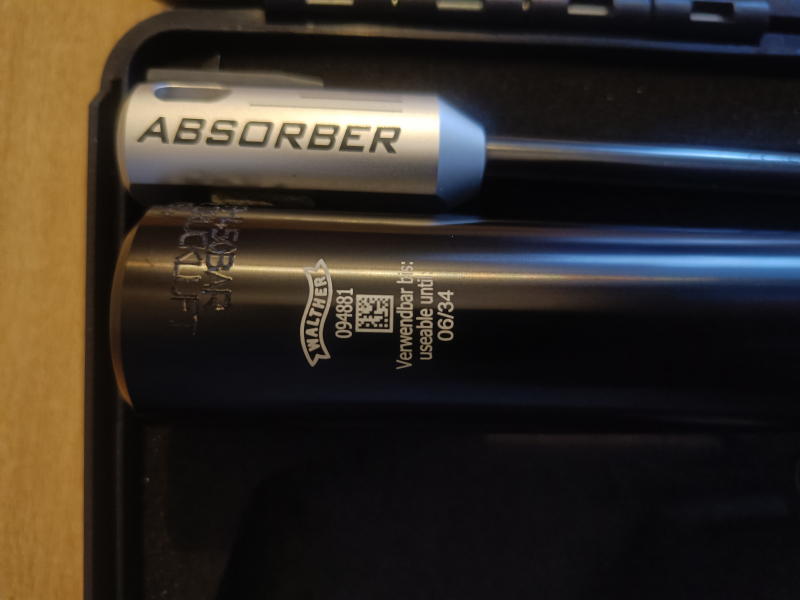 ABSORBER
WALTHER
094881
Verwendbar bis:
useable until
06/34